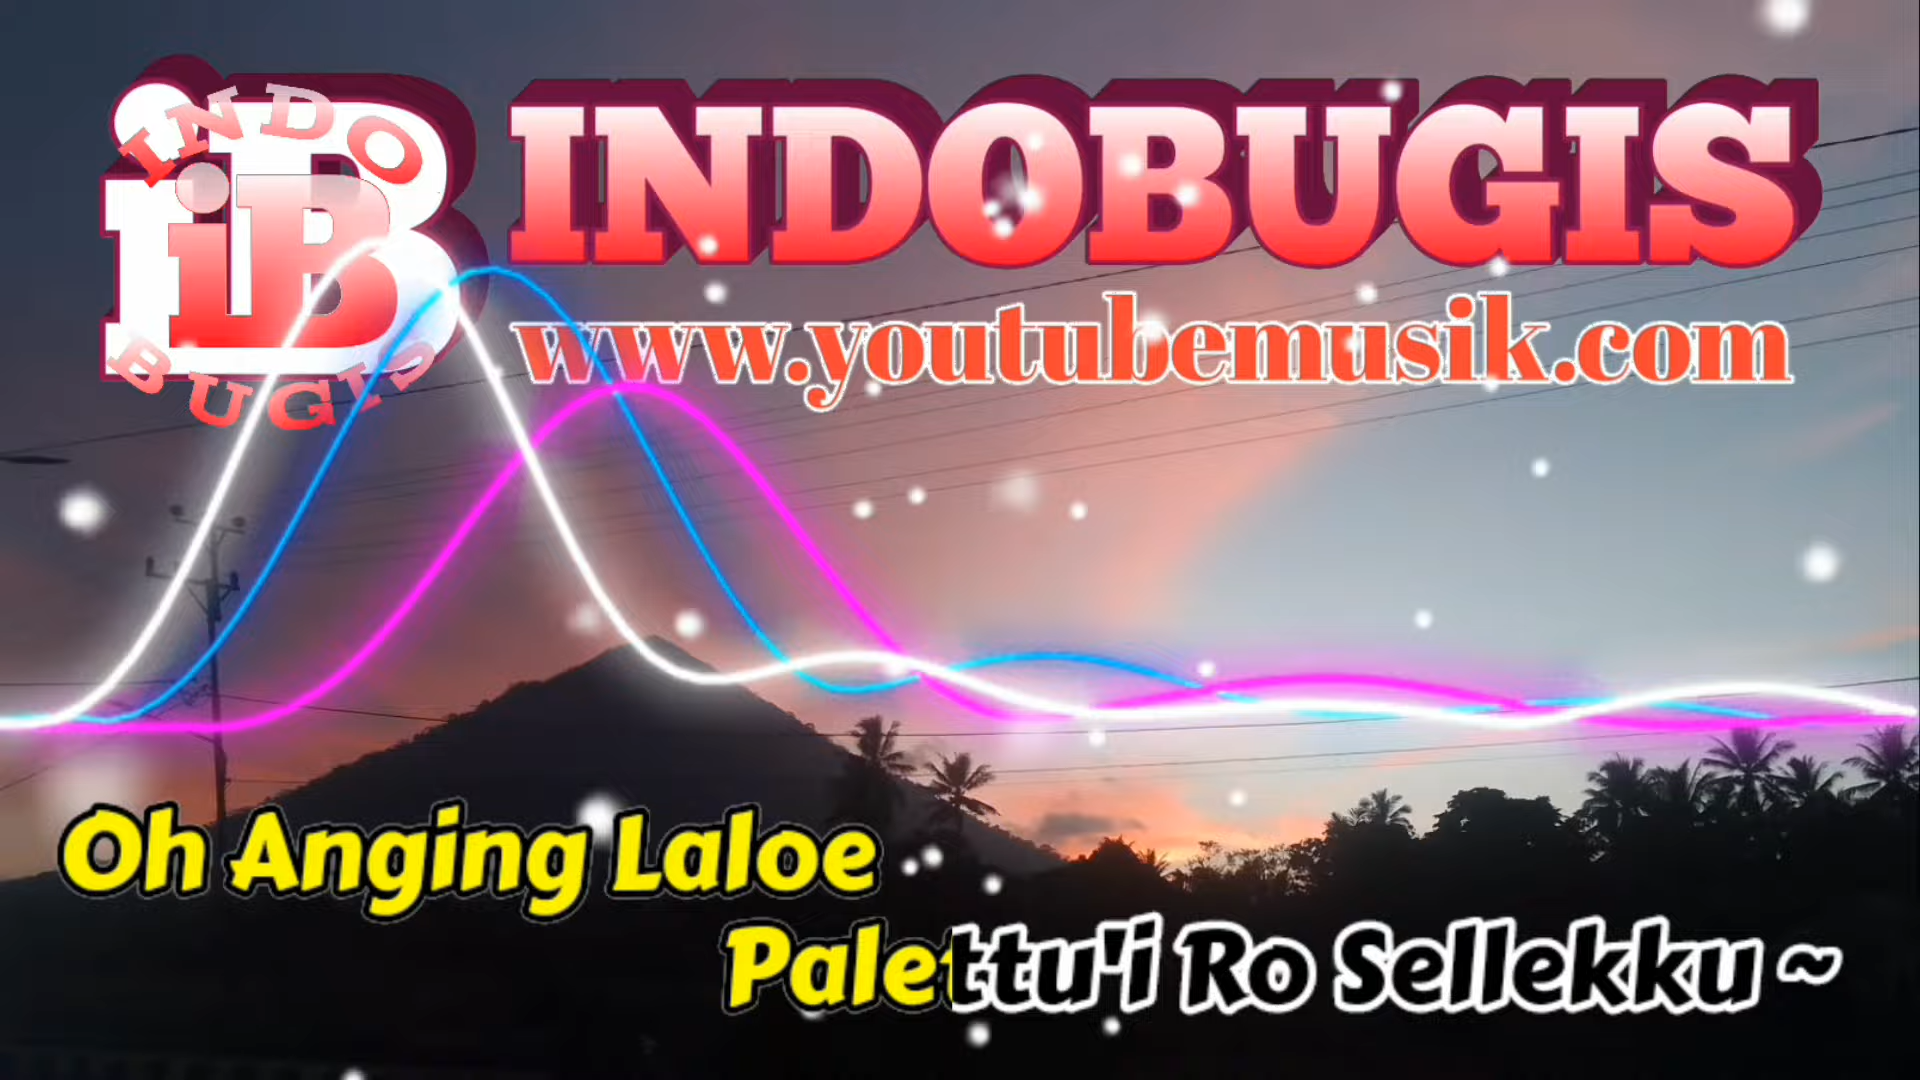 INDO
iB
BUGIS
INDOBUGIS
www.youtubemusik.com
Oh Anging Laloe
Palettu'i Ro Sellekku ~